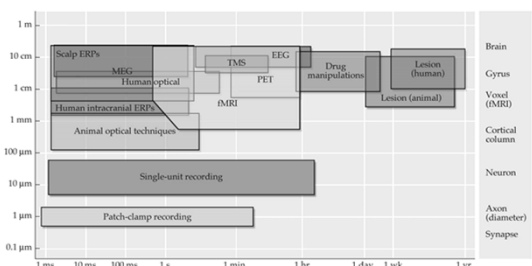 1 m
10 cm
1 cm
1 mm
100 μm
10 μm
1 μm
0.1 μm
Scalp ERPs
MEG
Human optical
Human intracranial ERPs
Animal optical techniques
EEG
TMS
PET
fMRI
Drug
manipulations
Lesion
(human)
Lesion (animal)
Single-unit recording
Patch-clamp recording
Brain
Gyrus
Voxel
(fMRI)
Cortical
column
Neuron
Axon
(diameter)
Synapse
1 ms 10 ms 100 ms 1 s 1 min 1 hr 1 day 1 wk 1 yr